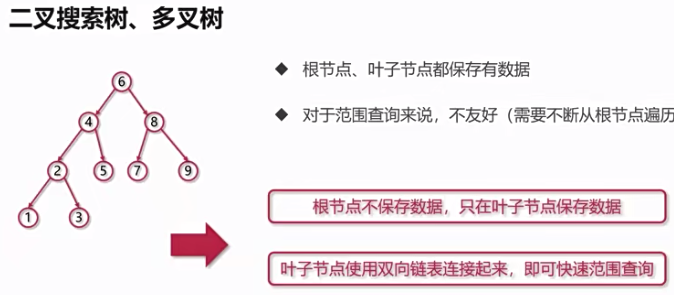 二叉搜索树、多叉树
6
4
8
2
5
7
9
1
3
◆ 根节点、叶子节点都保存有数据
◆ 对于范围查询来说，不友好（需要不断从根节点遍历
根节点不保存数据，只在叶子节点保存数据
叶子节点使用双向链表连接起来，即可快速范围查询